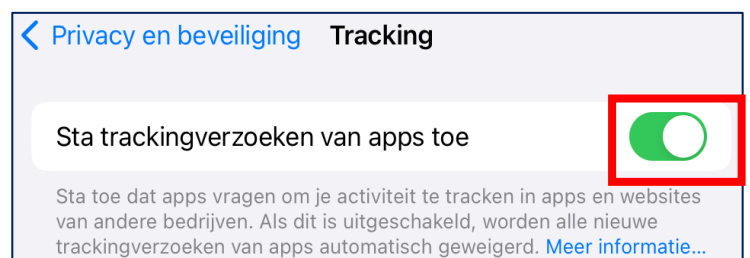 Privacy en beveiliging Tracking
Sta trackingverzoeken van apps toe
Sta toe dat apps vragen om je activiteit te tracken in apps en websites
van andere bedrijven. Als dit is uitgeschakeld, worden alle nieuwe
trackingverzoeken van apps automatisch geweigerd. Meer informatie...